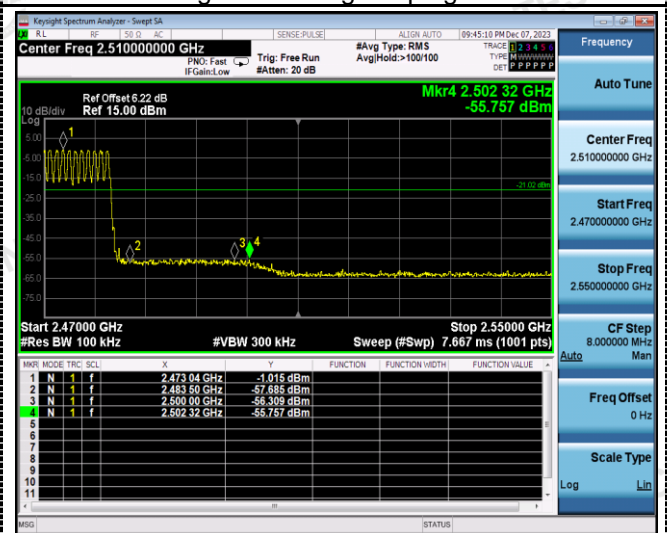 Keysight Spectrum Analyzer - Swept SA
RL RF 50 Ω AC SENSE:PULSE ALIGN AUTO 09:45:10 PM Dec 07, 2023
Center Freq 2.510000000 GHz
PNO: Fast
IFGain:Low
Trig: Free Run
#Atten: 20 dB
#Avg Type: RMS
Avg|Hold:>100/100
TRACE 1 2 3 4 5 6
TYPE M WWWWW
DET P P P P P P
Frequency
Auto Tune
Center Freq
2.510000000 GHz
Start Freq
2.470000000 GHz
Stop Freq
2.550000000 GHz
CF Step
8.000000 MHz
Auto Man
Freq Offset
0 Hz
Scale Type
Log Lin
Mkr4 2.502 32 GHz
-55.757 dBm
Ref Offset 6.22 dB
10 dB/div Ref 15.00 dBm
Log
5.00
-5.00
-15.0
-25.0
-35.0
-45.0
-55.0
-65.0
-75.0
1
2
3
4
-21.02 dBm
Start 2.47000 GHz Stop 2.55000 GHz
#Res BW 100 kHz #VBW 300 kHz Sweep (#Swp) 7.667 ms (1001 pts)
MKR MODE TRC SCL X Y FUNCTION FUNCTION WIDTH FUNCTION VALUE
1 N 1 f 2.473 04 GHz -1.015 dBm
2 N 1 f 2.483 50 GHz -57.685 dBm
3 N 1 f 2.500 00 GHz -56.309 dBm
4 N 1 f 2.502 32 GHz -55.757 dBm
5
6
7
8
9
10
11
MSG STATUS